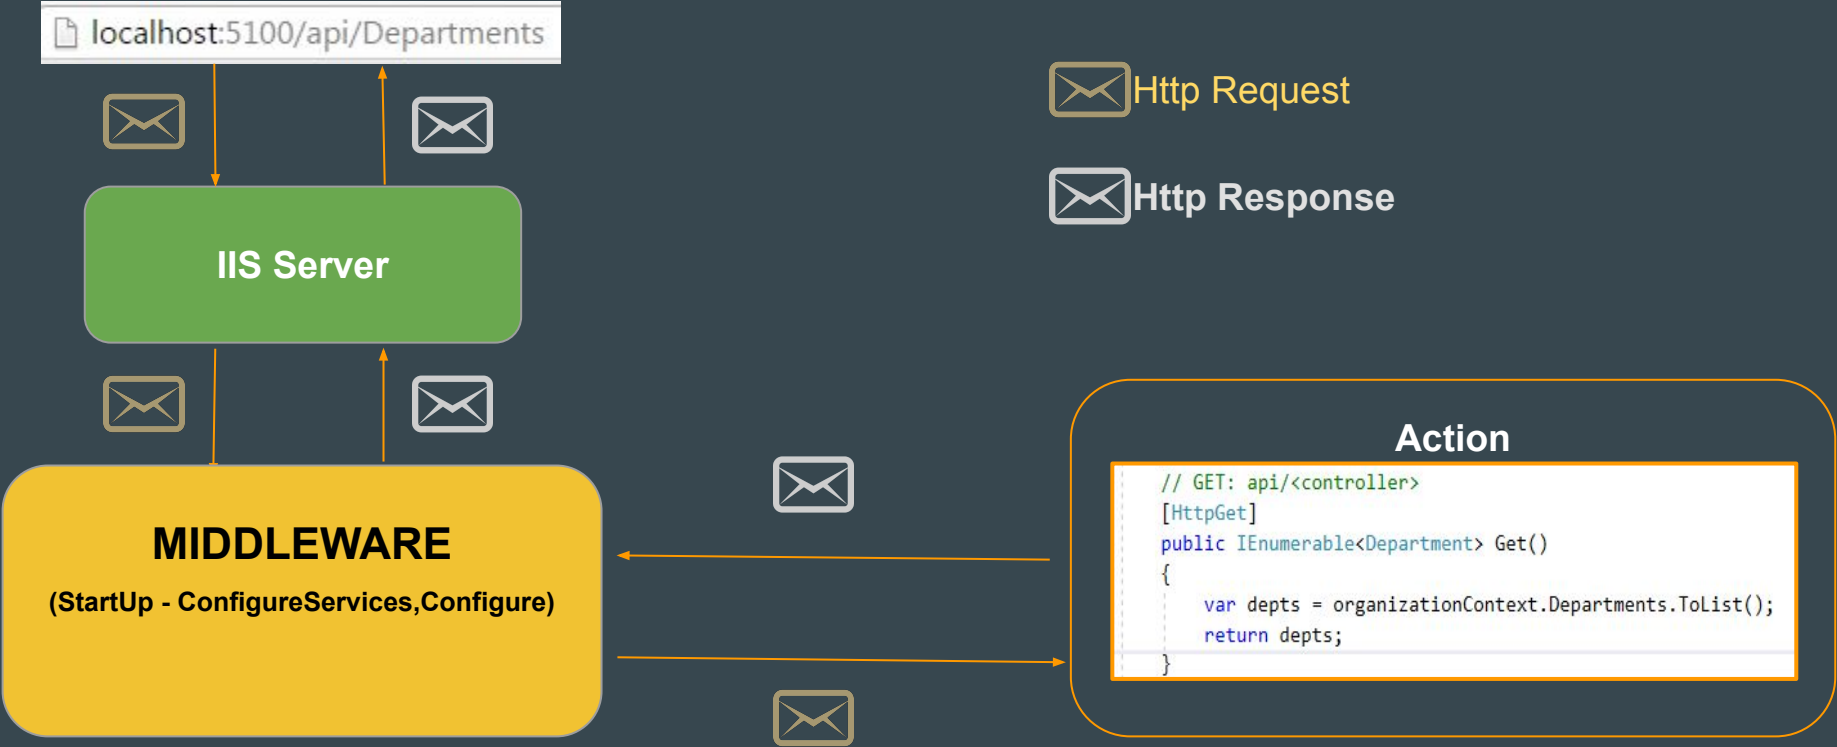 localhost:5100/api/Departments
Http Request
Http Response
IIS Server
MIDDLEWARE
(StartUp - ConfigureServices,Configure)
Action
// GET: api/<controller>
[HttpGet]
public IEnumerable<Department> Get()
{
var depts = organizationContext.Departments.ToList();
return depts;
}